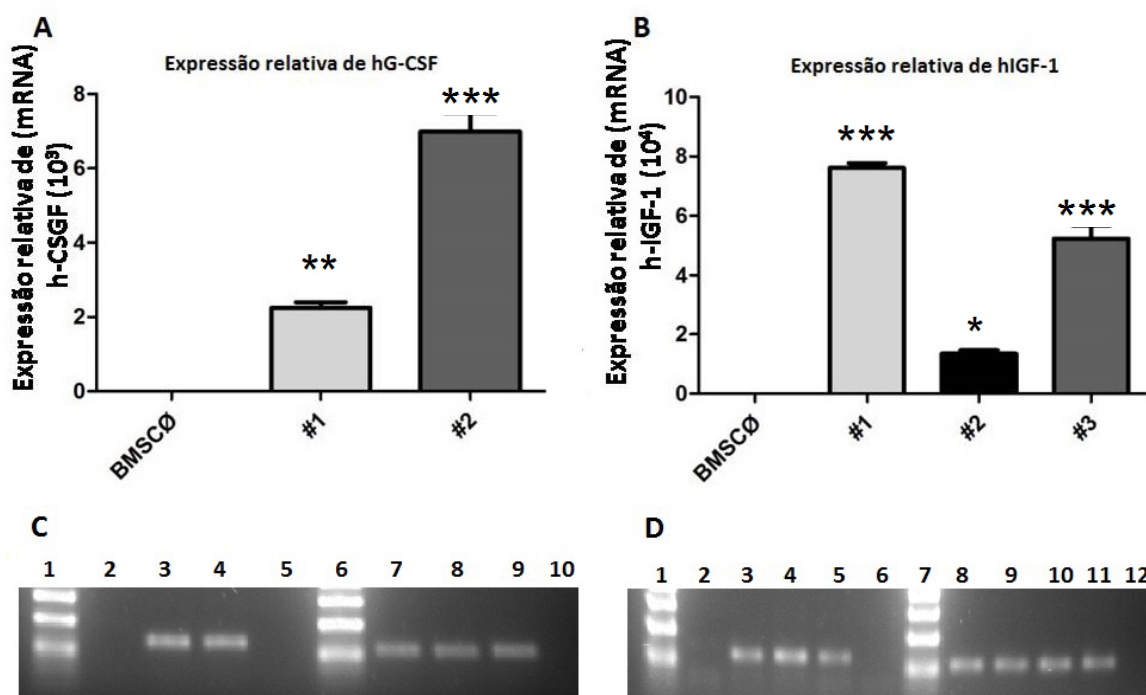 A
Expressão relativa de hG-CSF
Expressão relativa de (mRNA)
h-CSGF (10³)
8
6
4
2
0
**
***
BMSCØ
#1
#2
B
Expressão relativa de hIGF-1
Expressão relativa de (mRNA)
h-IGF-1 (10⁴)
10
8
6
4
2
0
***
*
***
BMSCØ
#1
#2
#3
C
1 2 3 4 5 6 7 8 9 10
D
1 2 3 4 5 6 7 8 9 10 11 12